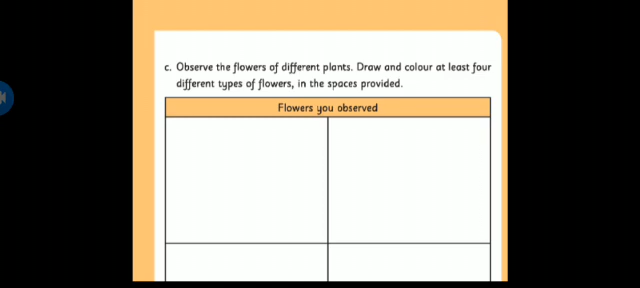 c. Observe the flowers of different plants. Draw and colour at least four
different types of flowers, in the spaces provided.
Flowers you observed